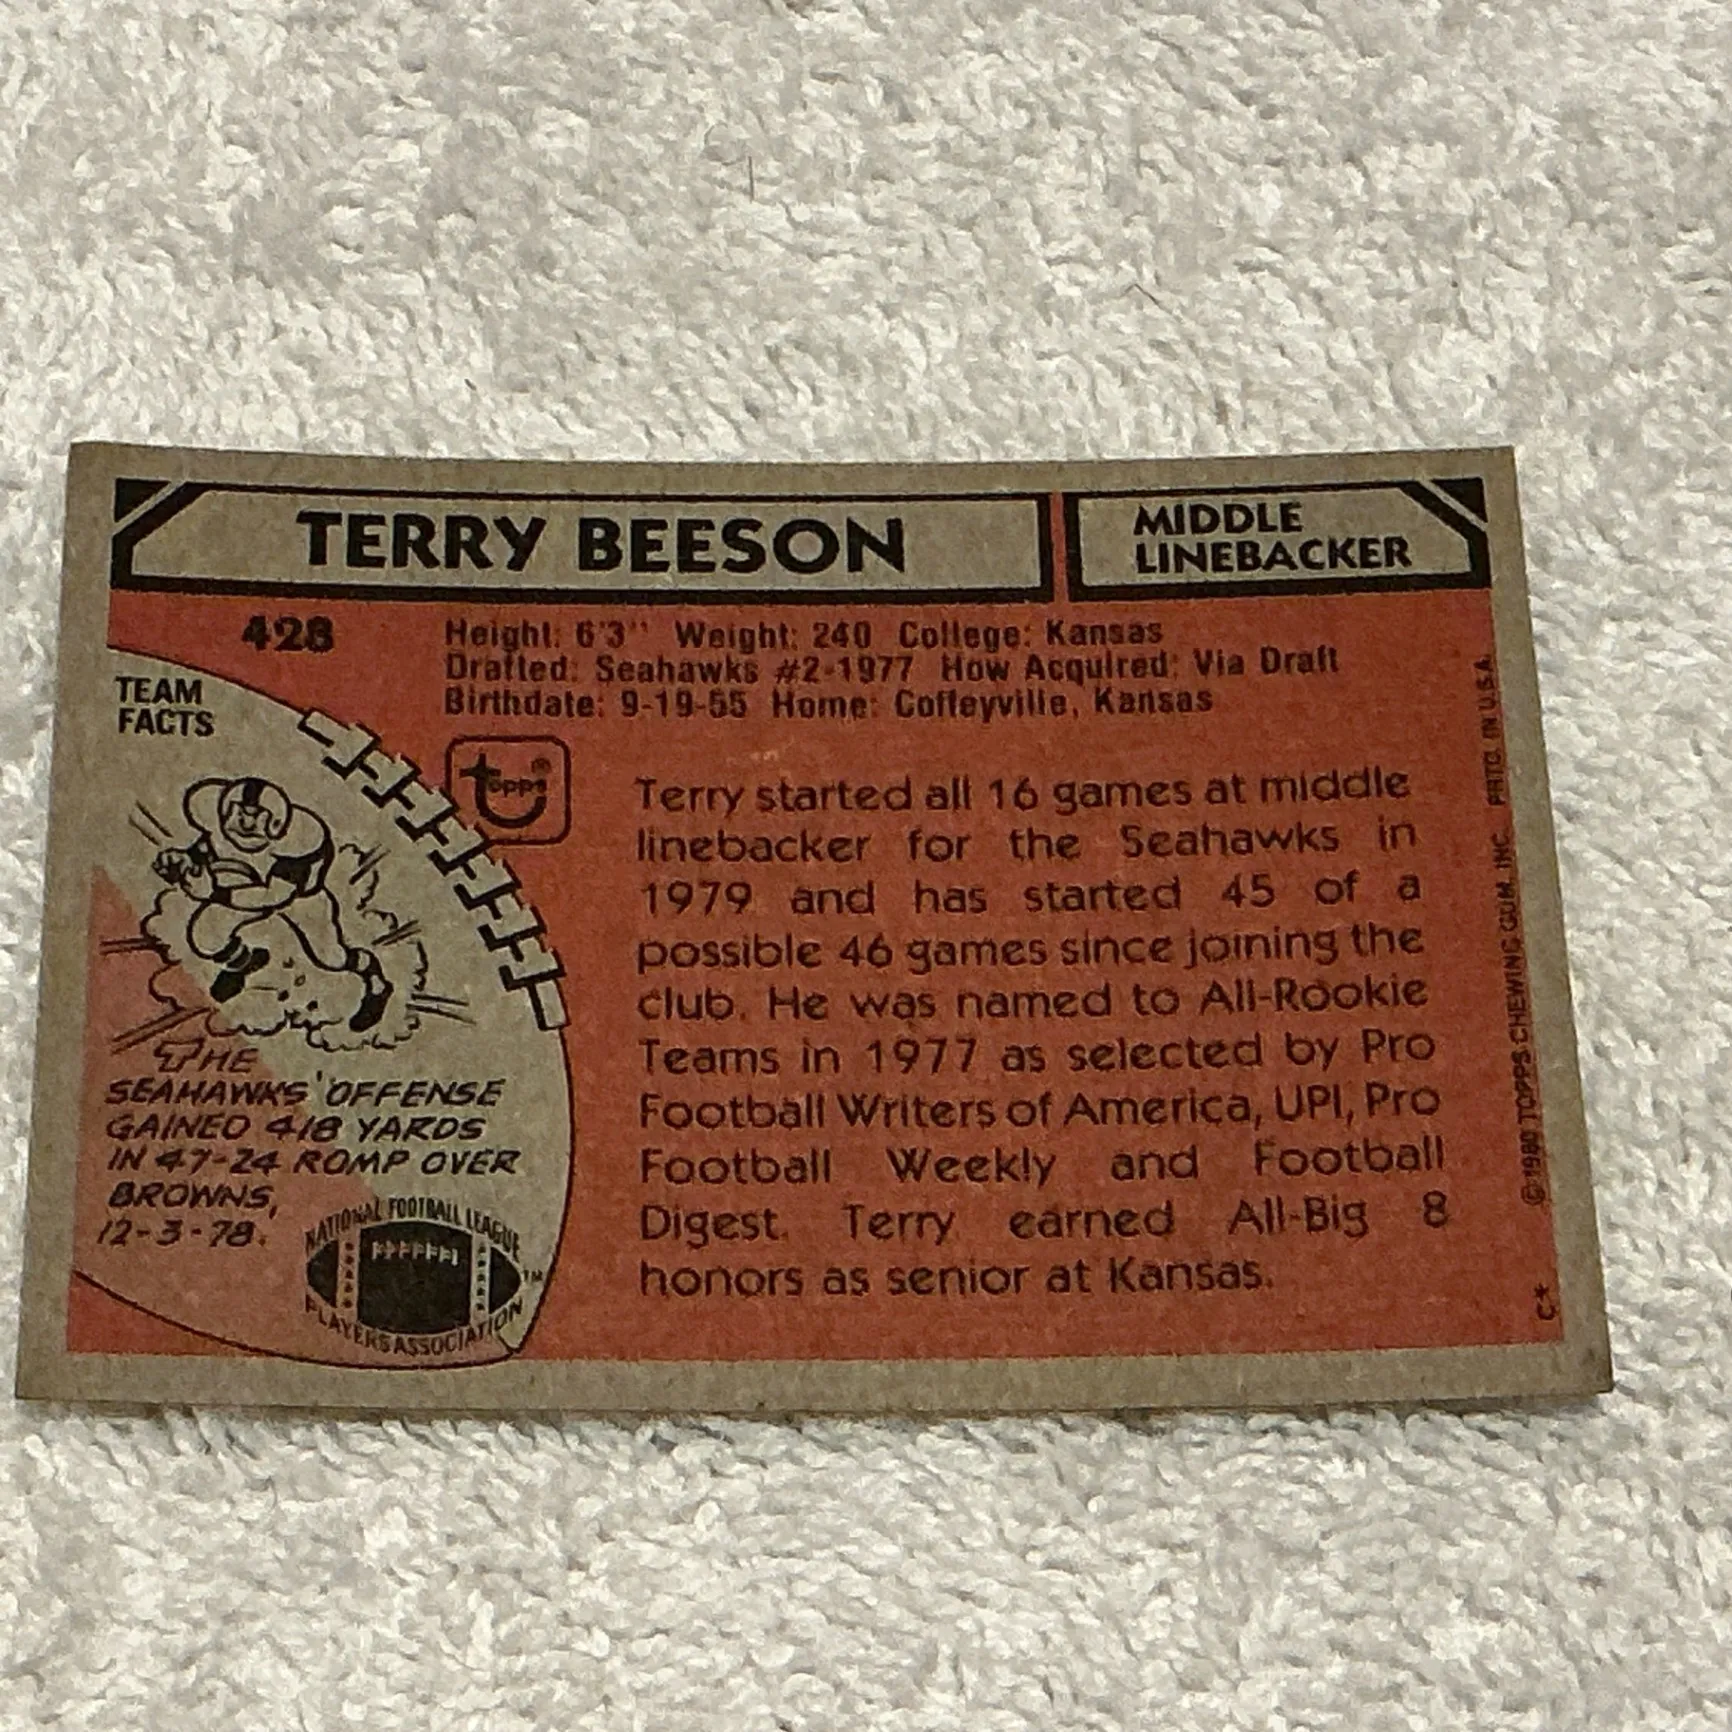 TERRY BEESON
MIDDLE
LINEBACKER
428
Height: 6'3" Weight: 240 College: Kansas
Drafted: Seahawks #2-1977 How Acquired: Via Draft
Birthdate: 9-19-55 Home: Coffeyville, Kansas
TEAM
FACTS
topps®
Terry started all 16 games at middle
linebacker for the Seahawks in
1979 and has started 45 of a
possible 46 games since joining the
club. He was named to All-Rookie
Teams in 1977 as selected by Pro
Football Writers of America, UPI, Pro
Football Weekly and Football
Digest. Terry earned All-Big 8
honors as senior at Kansas.
THE
SEAHAWKS' OFFENSE
GAINED 418 YARDS
IN 47-24 ROMP OVER
BROWNS,
12-3-78.
NATIONAL FOOTBALL LEAGUE
PLAYERS ASSOCIATION
TM
© 1980 TOPPS CHEWING GUM, INC. PRTD. IN U.S.A.
C*